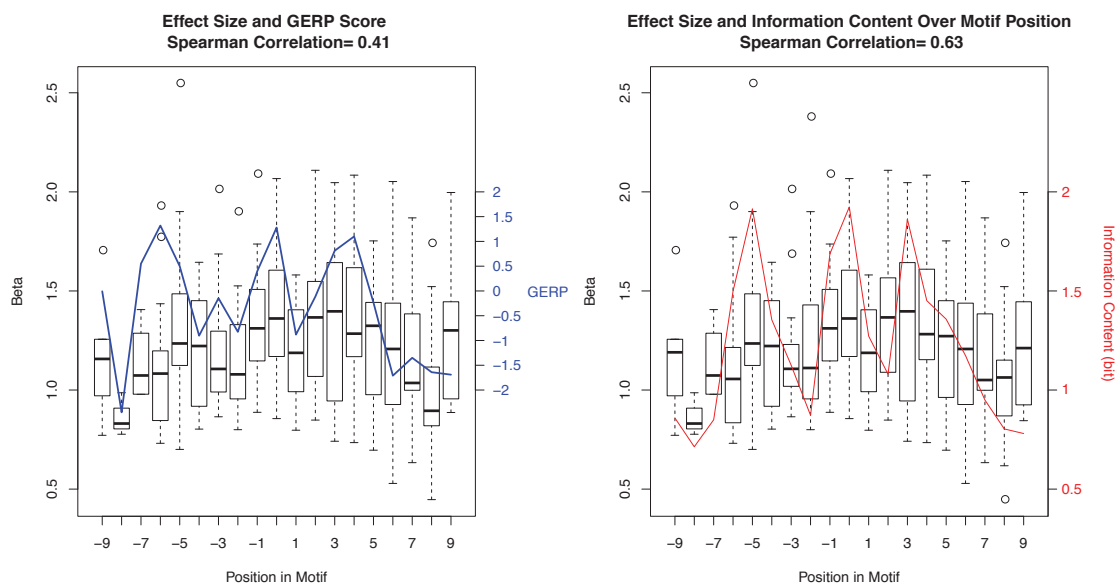 Effect Size and GERP Score
Spearman Correlation= 0.41
2.5
2.0
1.5
1.0
0.5
Beta
2
1.5
1
0.5
0
−0.5
−1
−1.5
−2
GERP
−9 −7 −5 −3 −1 1 3 5 7 9
Position in Motif
Effect Size and Information Content Over Motif Position
Spearman Correlation= 0.63
2.5
2.0
1.5
1.0
0.5
Beta
2
1.5
1
0.5
Information Content (bit)
−9 −7 −5 −3 −1 1 3 5 7 9
Position in Motif